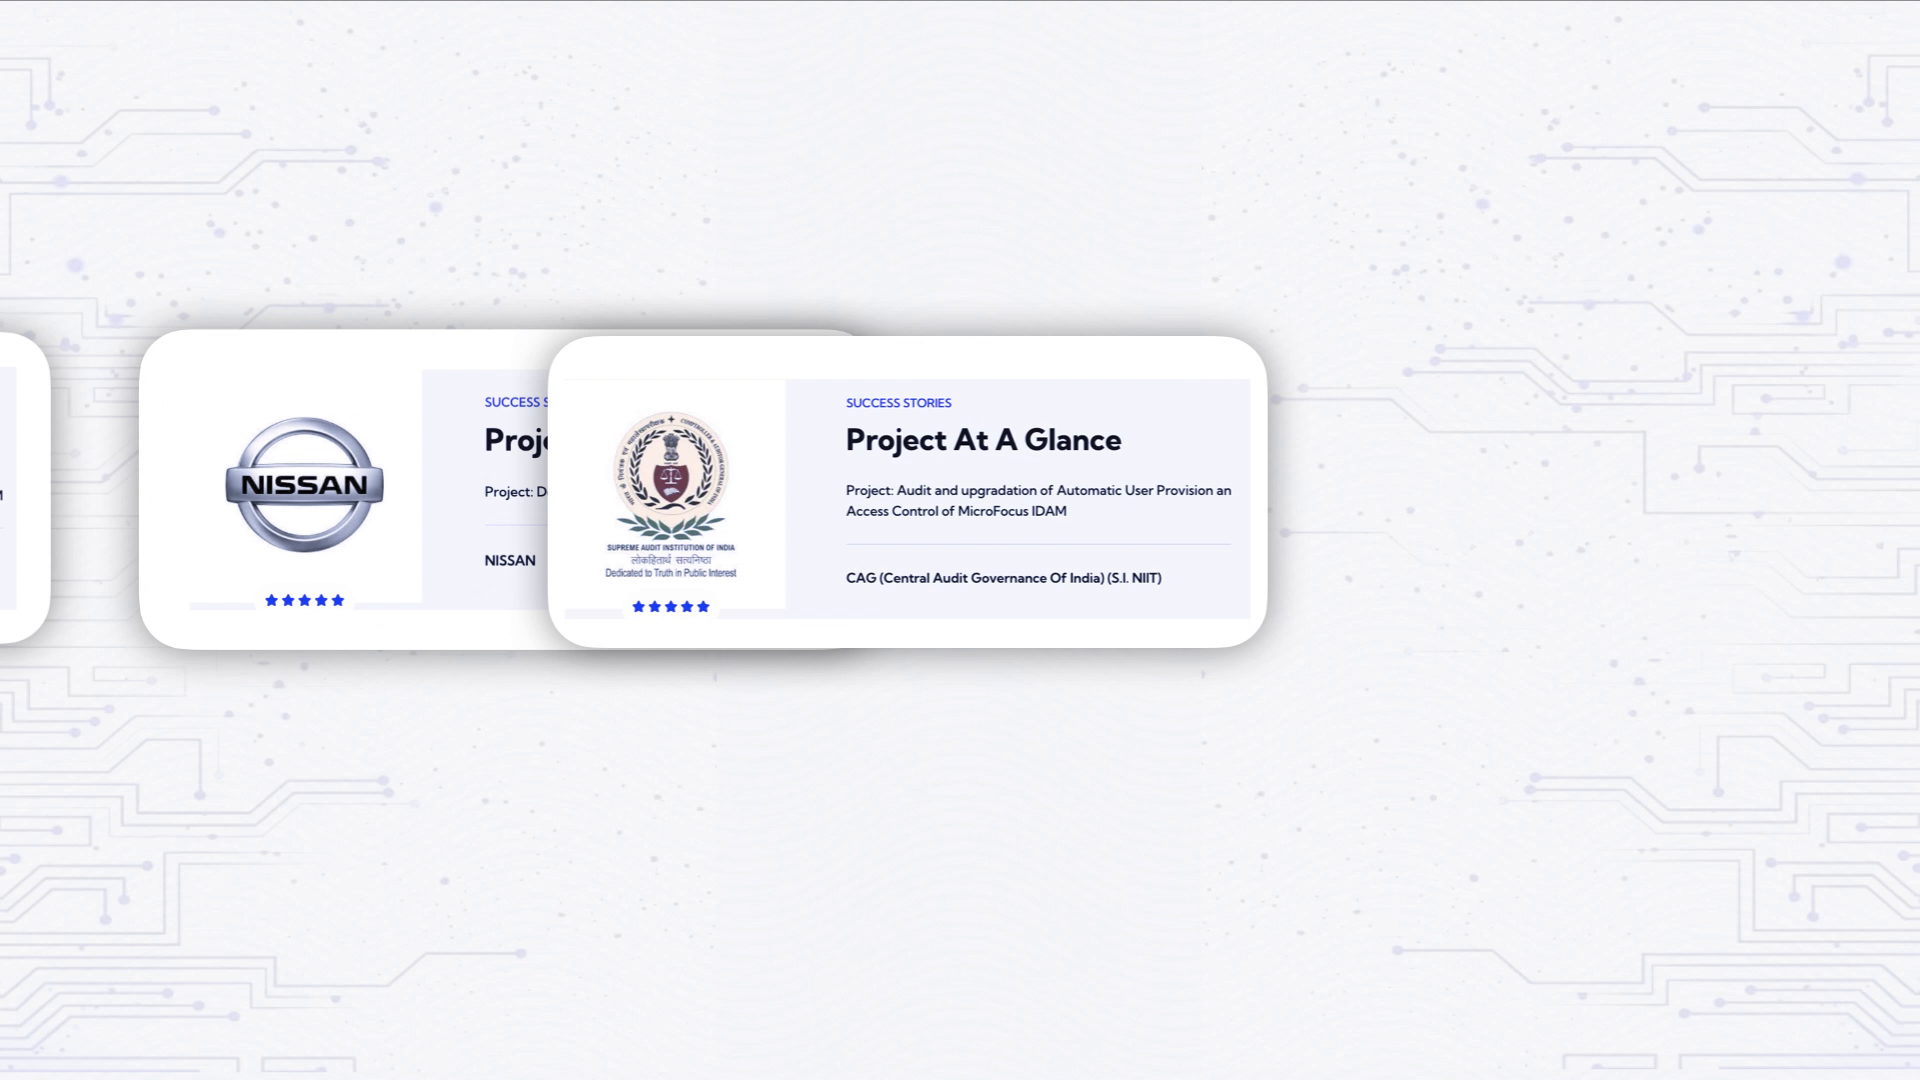 NISSAN
SUCCESS S
Proje
Project: D
NISSAN
SUPREME AUDIT INSTITUTION OF INDIA
लोकहितार्थ सत्यनिष्ठा
Dedicated to Truth in Public Interest
SUCCESS STORIES
Project At A Glance
Project: Audit and upgradation of Automatic User Provision an
Access Control of MicroFocus IDAM
CAG (Central Audit Governance Of India) (S.I. NIIT)